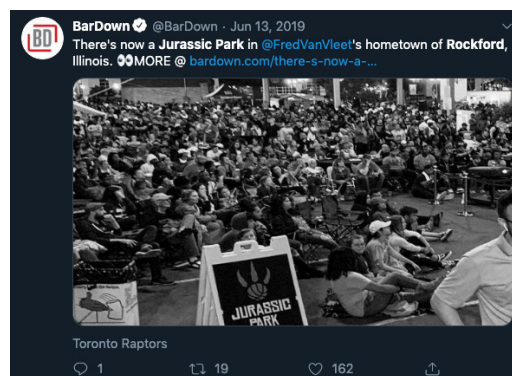 BarDown @BarDown · Jun 13, 2019
There's now a Jurassic Park in @FredVanVleet's hometown of Rockford,
Illinois. 👀MORE @ bardown.com/there-s-now-a-...
BD
JURASSIC
PARK
Toronto Raptors
1 19 162